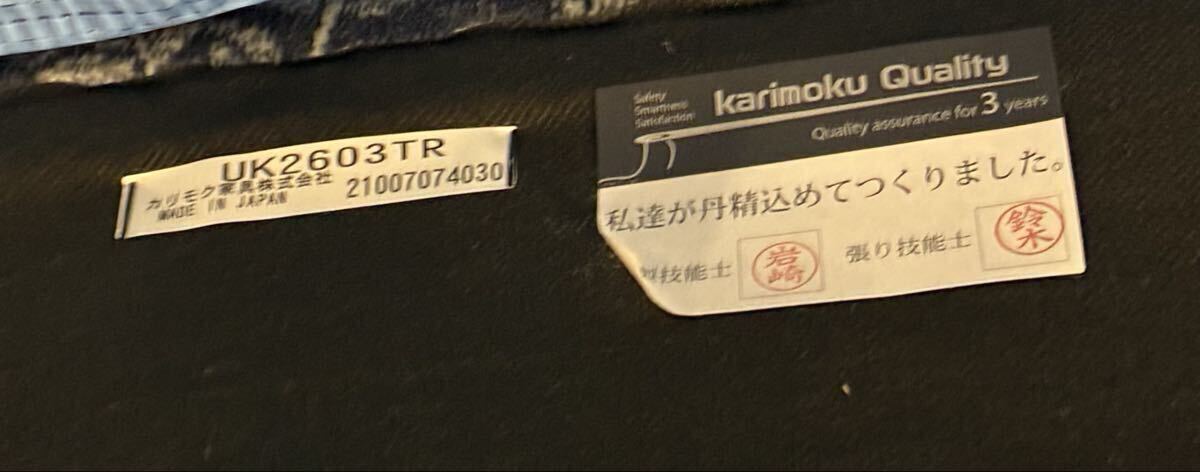 UK2603TR
カリモク家具株式会社
MADE IN JAPAN
21007074030
Safety
Smartness
Satisfaction
karimoku Quality
Quality assurance for 3 years
私達が丹精込めてつくりました。
技能士
岩崎
張り技能士
鈴木